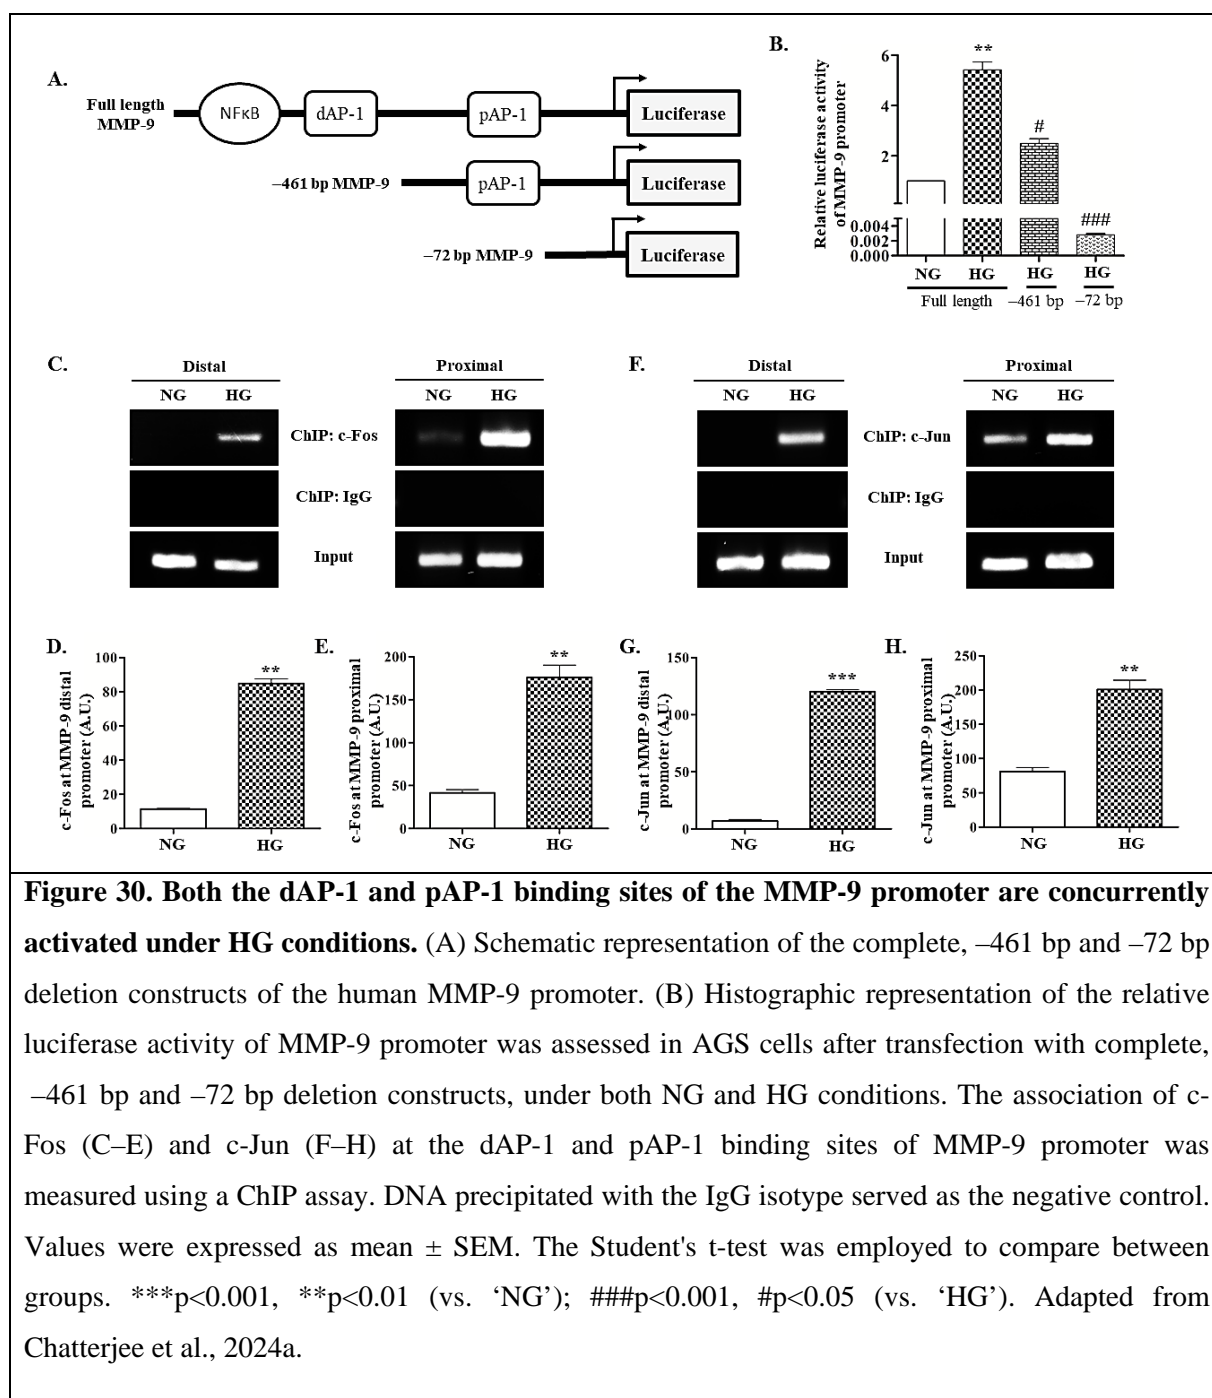 A.
Full length
MMP-9
NFκB
dAP-1
pAP-1
Luciferase
–461 bp MMP-9
pAP-1
Luciferase
–72 bp MMP-9
Luciferase
B.
Relative luciferase activity
of MMP-9 promoter
6
4
2
0.004
0.002
0.000
**
#
###
NG
HG
HG
HG
Full length
–461 bp
–72 bp
C.
Distal
NG HG
Proximal
NG HG
ChIP: c-Fos
ChIP: IgG
Input
F.
Distal
NG HG
Proximal
NG HG
ChIP: c-Jun
ChIP: IgG
Input
D.
c-Fos at MMP-9 distal
promoter (A.U.)
100
80
60
40
20
0
**
NG HG
E.
c-Fos at MMP-9 proximal
promoter (A.U.)
200
150
100
50
0
**
NG HG
G.
c-Jun at MMP-9 distal
promoter (A.U.)
150
100
50
0
***
NG HG
H.
c-Jun at MMP-9 proximal
promoter (A.U.)
250
200
150
100
50
0
**
NG HG
Figure 30. Both the dAP-1 and pAP-1 binding sites of the MMP-9 promoter are concurrently
activated under HG conditions. (A) Schematic representation of the complete, –461 bp and –72 bp
deletion constructs of the human MMP-9 promoter. (B) Histographic representation of the relative
luciferase activity of MMP-9 promoter was assessed in AGS cells after transfection with complete,
–461 bp and –72 bp deletion constructs, under both NG and HG conditions. The association of c-
Fos (C–E) and c-Jun (F–H) at the dAP-1 and pAP-1 binding sites of MMP-9 promoter was
measured using a ChIP assay. DNA precipitated with the IgG isotype served as the negative control.
Values were expressed as mean ± SEM. The Student's t-test was employed to compare between
groups. ***p<0.001, **p<0.01 (vs. ‘NG’); ###p<0.001, #p<0.05 (vs. ‘HG’). Adapted from
Chatterjee et al., 2024a.